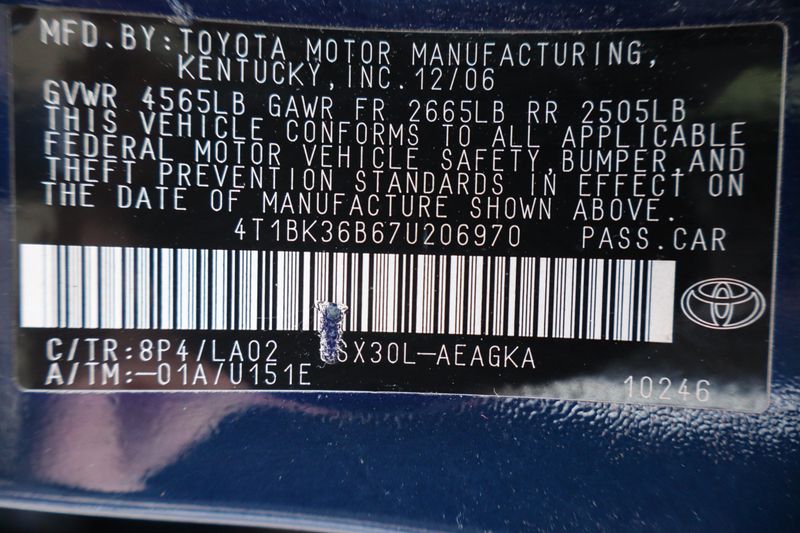 MFD.BY:TOYOTA MOTOR MANUFACTURING,
KENTUCKY,INC.12/06
GVWR 4565LB GAWR FR 2665LB RR 2505LB
THIS VEHICLE CONFORMS TO ALL APPLICABLE
FEDERAL MOTOR VEHICLE SAFETY,BUMPER,AND
THEFT PREVENTION STANDARDS IN EFFECT ON
THE DATE OF MANUFACTURE SHOWN ABOVE.
4T1BK36B67U206970 PASS.CAR
C/TR:8P4/LA02 SX30L-AEAGKA
A/TM:-01A/U151E 10246